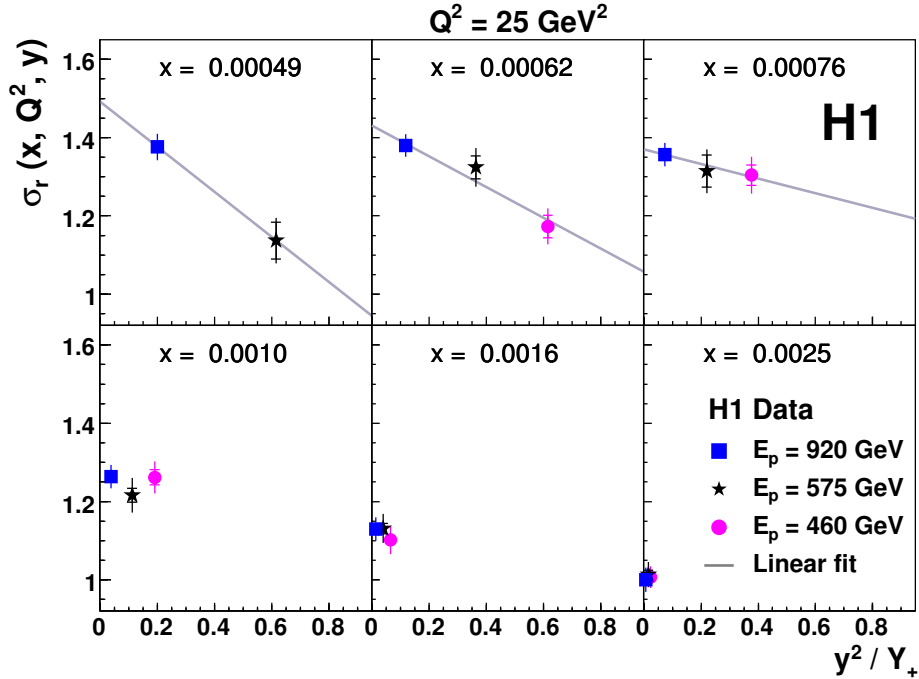 Q² = 25 GeV²
σᵣ (x, Q², y)
x = 0.00049
x = 0.00062
x = 0.00076
H1
1.6
1.4
1.2
1
x = 0.0010
x = 0.0016
x = 0.0025
1.6
1.4
1.2
1
H1 Data
Eₚ = 920 GeV
Eₚ = 575 GeV
Eₚ = 460 GeV
Linear fit
0 0.2 0.4 0.6 0.8 0 0.2 0.4 0.6 0.8 0 0.2 0.4 0.6 0.8
y² / Y₊